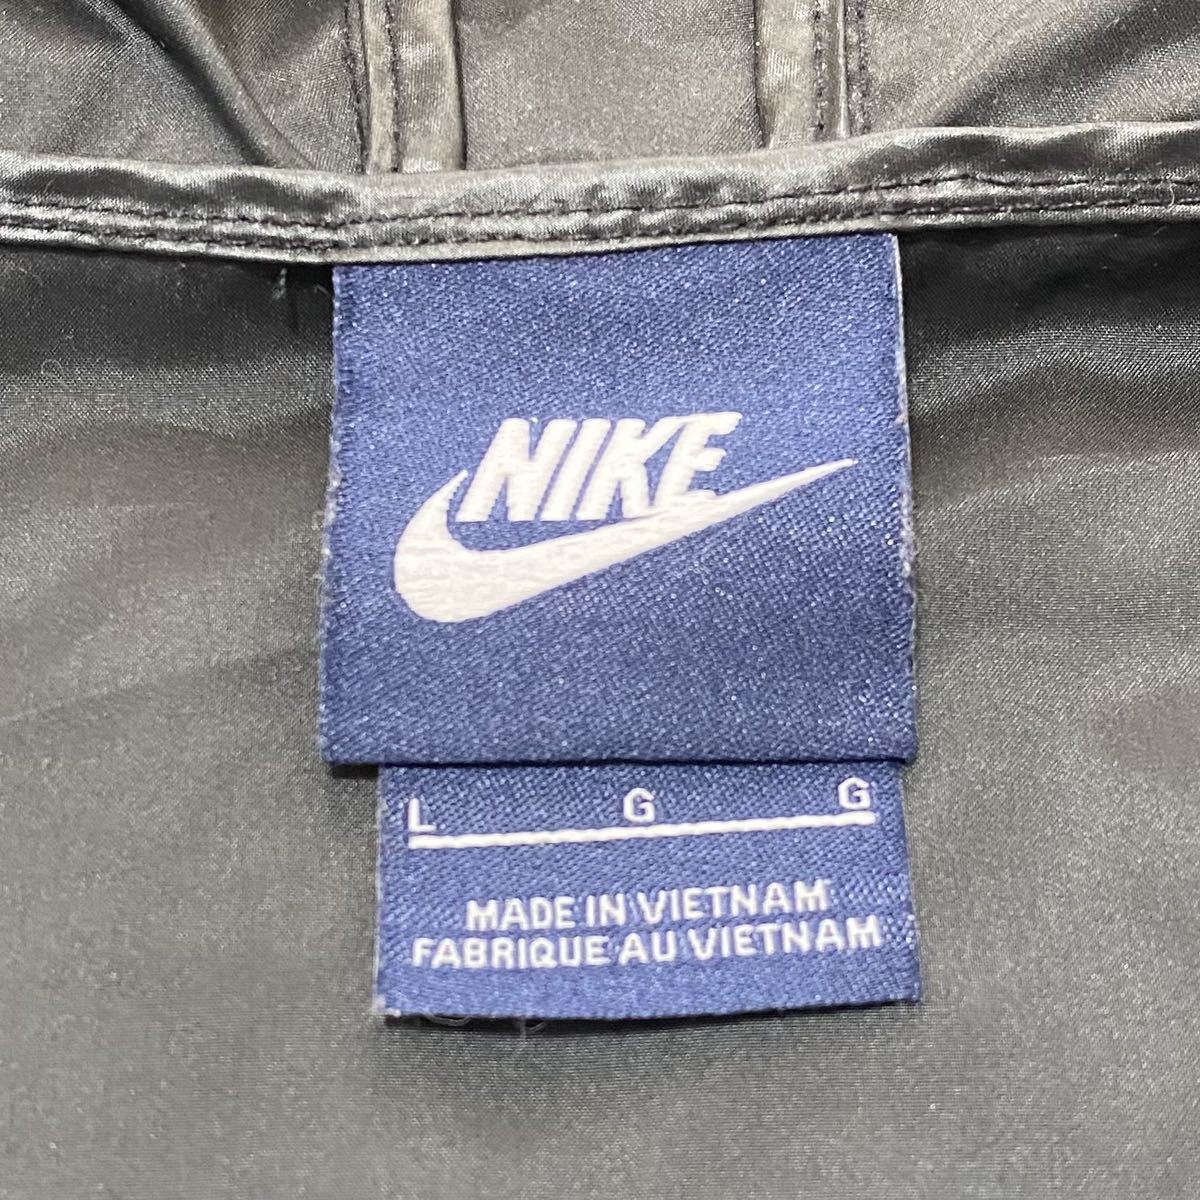 NIKE
L G G
MADE IN VIETNAM
FABRIQUE AU VIETNAM